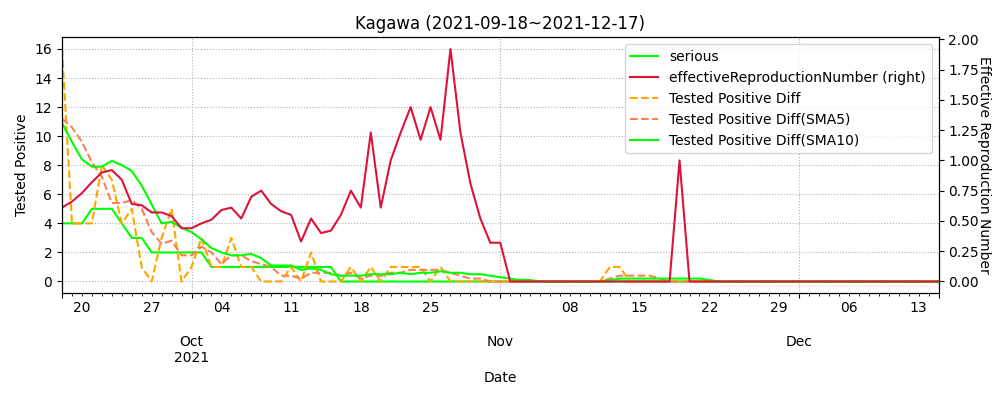 Kagawa (2021-09-18~2021-12-17)
serious
effectiveReproductionNumber (right)
Tested Positive Diff
Tested Positive Diff(SMA5)
Tested Positive Diff(SMA10)
Tested Positive
16
14
12
10
8
6
4
2
0
Effective Reproduction Number
2.00
1.75
1.50
1.25
1.00
0.75
0.50
0.25
0.00
20 27 04 11 18 25 08 15 22 29 06 13
Oct Nov Dec
2021
Date